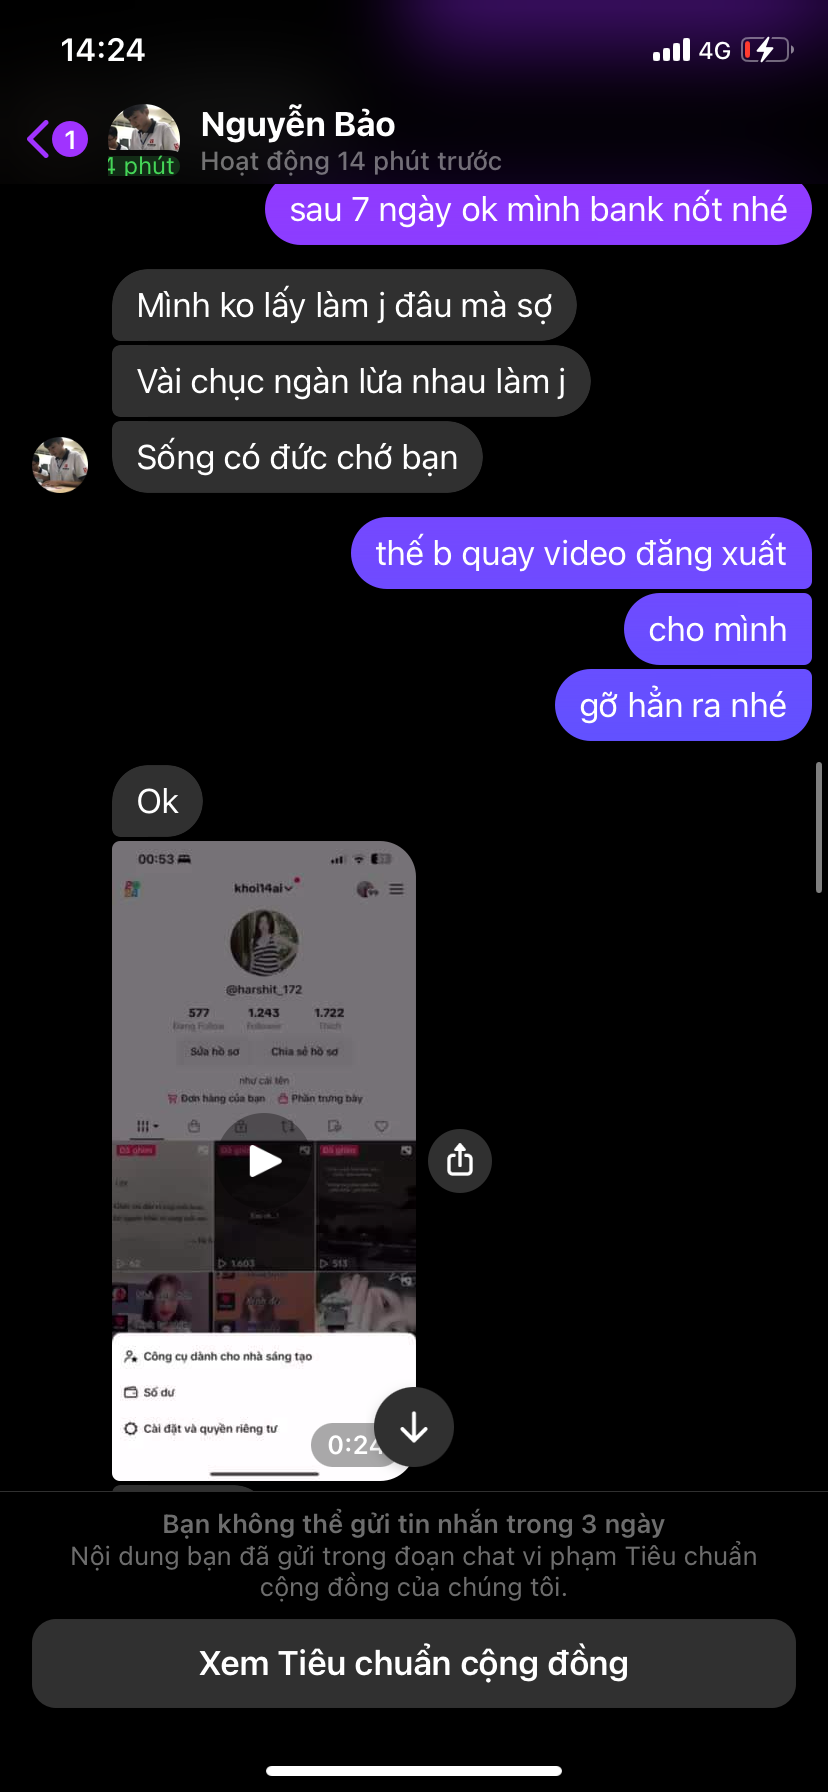 14:24
4G
1
Nguyễn Bảo
4 phút
Hoạt động 14 phút trước
sau 7 ngày ok mình bank nốt nhé
Mình ko lấy làm j đâu mà sợ
Vài chục ngàn lừa nhau làm j
Sống có đức chớ bạn
thế b quay video đăng xuất
cho mình
gỡ hẳn ra nhé
Ok
00:53
khoi14ai
@harshit_172
577 1.243 1.722
Đang Follow Follower Thích
Sửa hồ sơ Chia sẻ hồ sơ
như cái tên
Đơn hàng của bạn Phần trưng bày
Đã ghim Đã ghim Đã ghim
62 1.603 513
Công cụ dành cho nhà sáng tạo
Số dư
Cài đặt và quyền riêng tư
0:24
Bạn không thể gửi tin nhắn trong 3 ngày
Nội dung bạn đã gửi trong đoạn chat vi phạm Tiêu chuẩn
cộng đồng của chúng tôi.
Xem Tiêu chuẩn cộng đồng